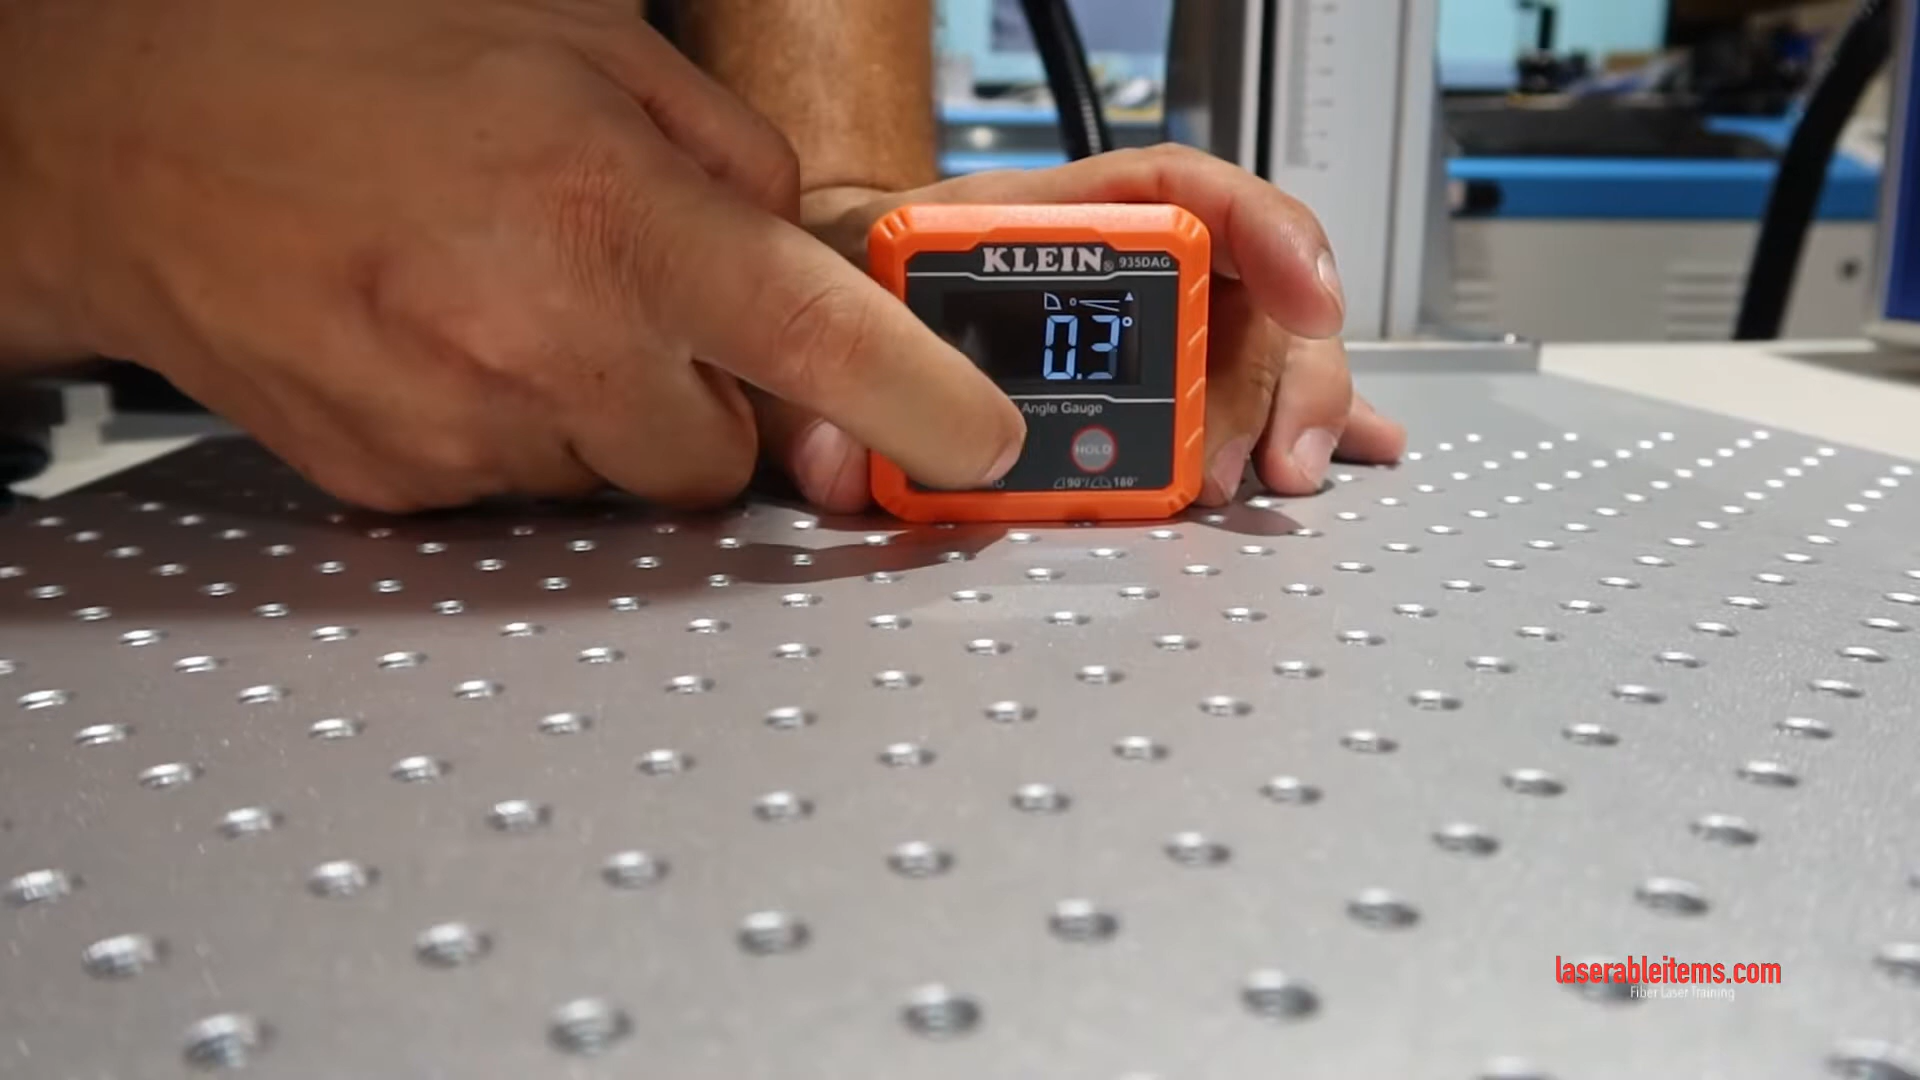 KLEIN® 935DAG
0.3°
Angle Gauge
HOLD
90°/ 180°
laserableitems.com
Fiber Laser Training